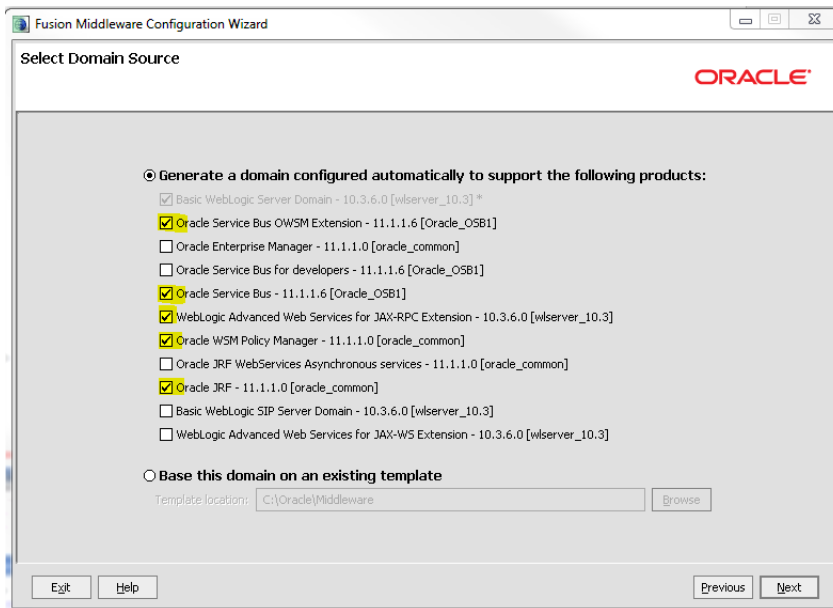 Fusion Middleware Configuration Wizard
Select Domain Source
ORACLE
Generate a domain configured automatically to support the following products:
Basic WebLogic Server Domain - 10.3.6.0 [wlserver_10.3] *
Oracle Service Bus OWSM Extension - 11.1.1.6 [Oracle_OSB1]
Oracle Enterprise Manager - 11.1.1.0 [oracle_common]
Oracle Service Bus for developers - 11.1.1.6 [Oracle_OSB1]
Oracle Service Bus - 11.1.1.6 [Oracle_OSB1]
WebLogic Advanced Web Services for JAX-RPC Extension - 10.3.6.0 [wlserver_10.3]
Oracle WSM Policy Manager - 11.1.1.0 [oracle_common]
Oracle JRF WebServices Asynchronous services - 11.1.1.0 [oracle_common]
Oracle JRF - 11.1.1.0 [oracle_common]
Basic WebLogic SIP Server Domain - 10.3.6.0 [wlserver_10.3]
WebLogic Advanced Web Services for JAX-WS Extension - 10.3.6.0 [wlserver_10.3]
Base this domain on an existing template
Template location: C:\Oracle\Middleware Browse
Exit Help Previous Next